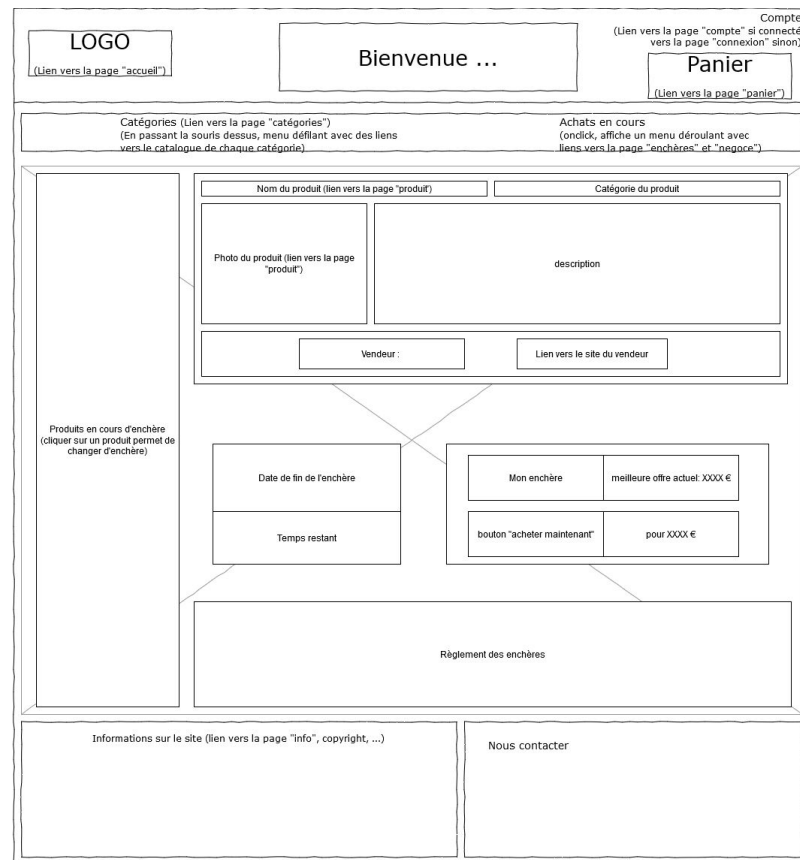 Compte
(Lien vers la page "compte" si connecté
vers la page "connexion" sinon)
LOGO
(Lien vers la page "accueil")
Bienvenue ...
Panier
(Lien vers la page "panier")
Catégories (Lien vers la page "catégories")
(En passant la souris dessus, menu défilant avec des liens
vers le catalogue de chaque catégorie)
Achats en cours
(onclick, affiche un menu déroulant avec
liens vers la page "enchères" et "negoce")
Nom du produit (lien vers la page "produit')
Catégorie du produit
Photo du produit (lien vers la page
"produit")
description
Vendeur :
Lien vers le site du vendeur
Produits en cours d'enchère
(cliquer sur un produit permet de
changer d'enchère)
Date de fin de l'enchère
Temps restant
Mon enchère
meilleure offre actuel: XXXX €
bouton "acheter maintenant"
pour XXXX €
Règlement des enchères
Informations sur le site (lien vers la page "info", copyright, ...)
Nous contacter